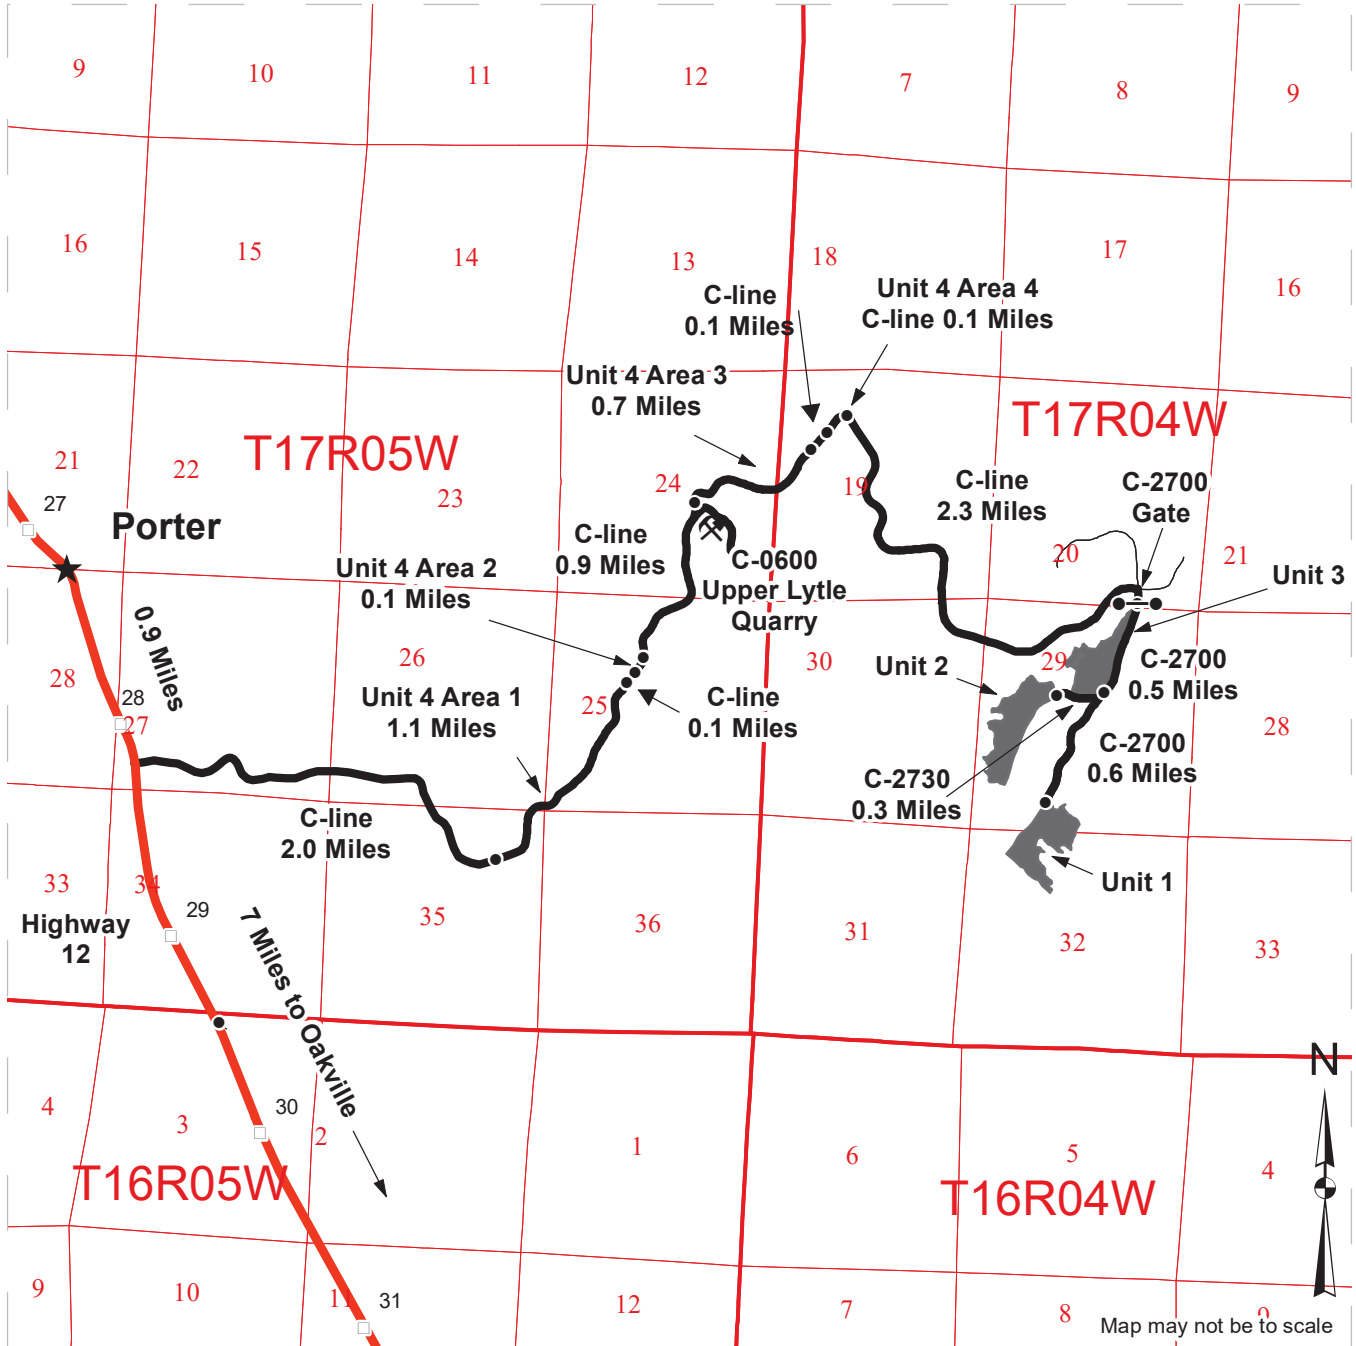 9
10
11
12
7
8
9
16
15
14
13
18
17
16
C-line
0.1 Miles
Unit 4 Area 4
C-line 0.1 Miles
Unit 4 Area 3
0.7 Miles
T17R05W
T17R04W
21
22
23
24
19
20
21
27
Porter
C-line
2.3 Miles
C-2700
Gate
C-line
0.9 Miles
C-0600
Upper Lytle
Quarry
Unit 4 Area 2
0.1 Miles
Unit 3
0.9 Miles
28
28
27
26
25
30
29
28
Unit 4 Area 1
1.1 Miles
C-line
0.1 Miles
Unit 2
C-2700
0.5 Miles
C-2700
0.6 Miles
C-2730
0.3 Miles
C-line
2.0 Miles
Unit 1
33
34
35
36
31
32
33
Highway
12
29
7 Miles to Oakville
N
4
3
2
1
6
5
4
30
T16R05W
T16R04W
9
10
11
12
7
8
9
31
Map may not be to scale